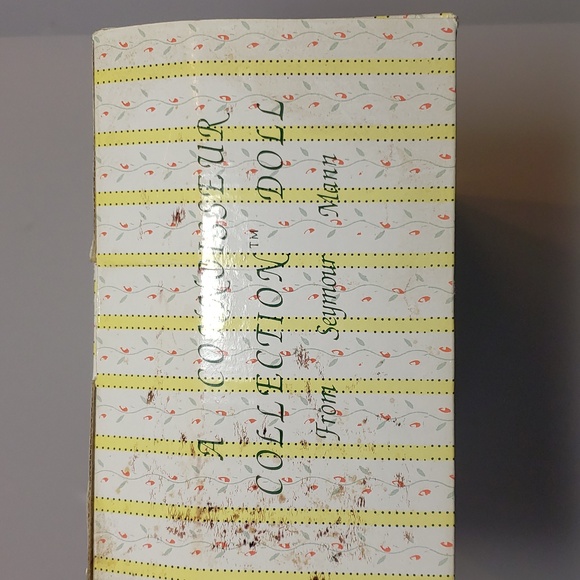 A CONNOISSEUR
COLLECTION™ DOLL
From Seymour Mann